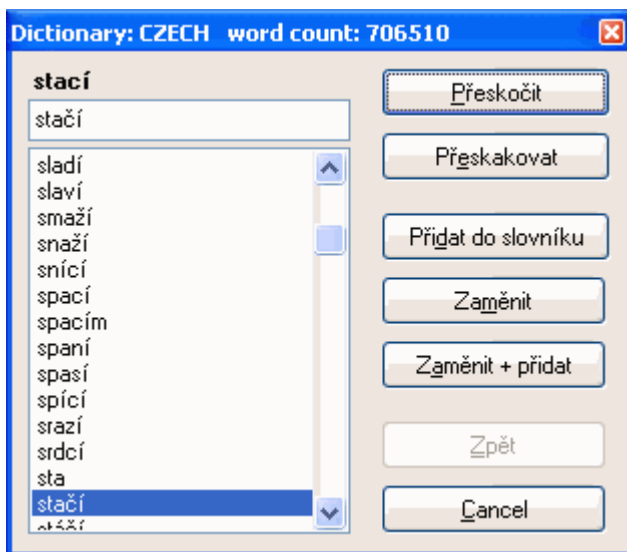 Dictionary: CZECH word count: 706510
stací
stačí
sladí
slaví
smaží
snaží
snící
spací
spacím
spaní
spasí
spící
srazí
srdcí
sta
stačí
Přeskočit
Přeskakovat
Přidat do slovníku
Zaměnit
Zaměnit + přidat
Zpět
Cancel